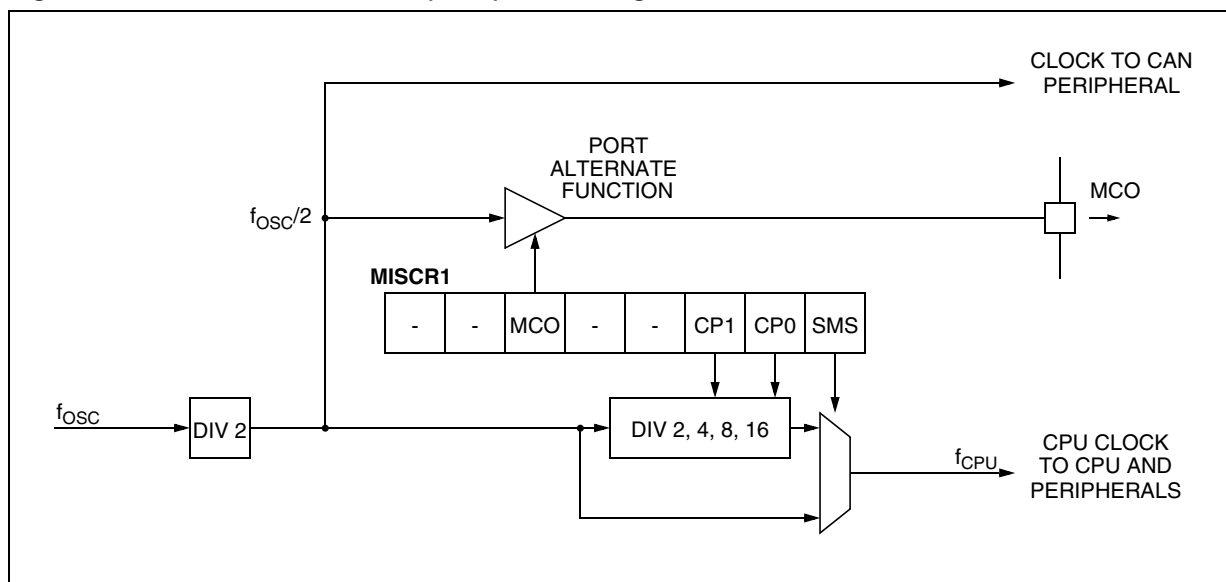 CLOCK TO CAN
PERIPHERAL
PORT
ALTERNATE
FUNCTION
MCO
fOSC/2
MISCR1
- - MCO - - CP1 CP0 SMS
fOSC
DIV 2
DIV 2, 4, 8, 16
fCPU
CPU CLOCK
TO CPU AND
PERIPHERALS